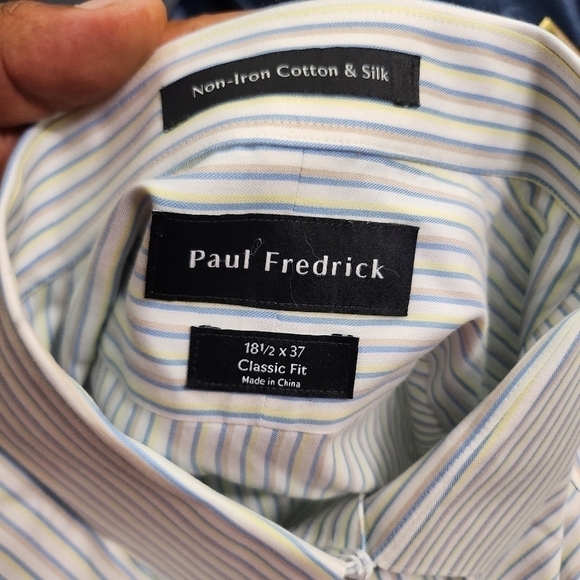 Non-Iron Cotton & Silk
Paul Fredrick
18½ x 37
Classic Fit
Made in China